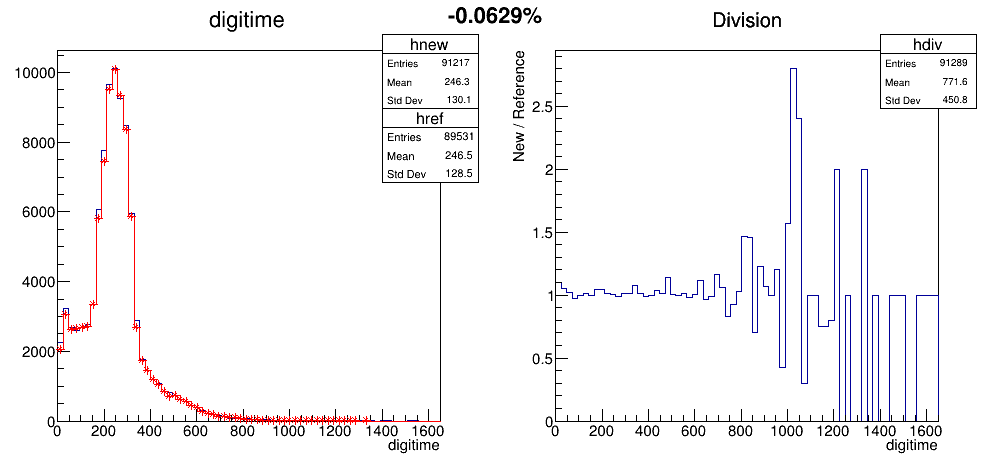 digitime
-0.0629%
Division
hnew
Entries 91217
Mean 246.3
Std Dev 130.1
href
Entries 89531
Mean 246.5
Std Dev 128.5
10000
8000
6000
4000
2000
0
0 200 400 600 800 1000 1200 1400 1600
digitime
hdiv
Entries 91289
Mean 771.6
Std Dev 450.8
New / Reference
2.5
2
1.5
1
0.5
0
0 200 400 600 800 1000 1200 1400 1600
digitime